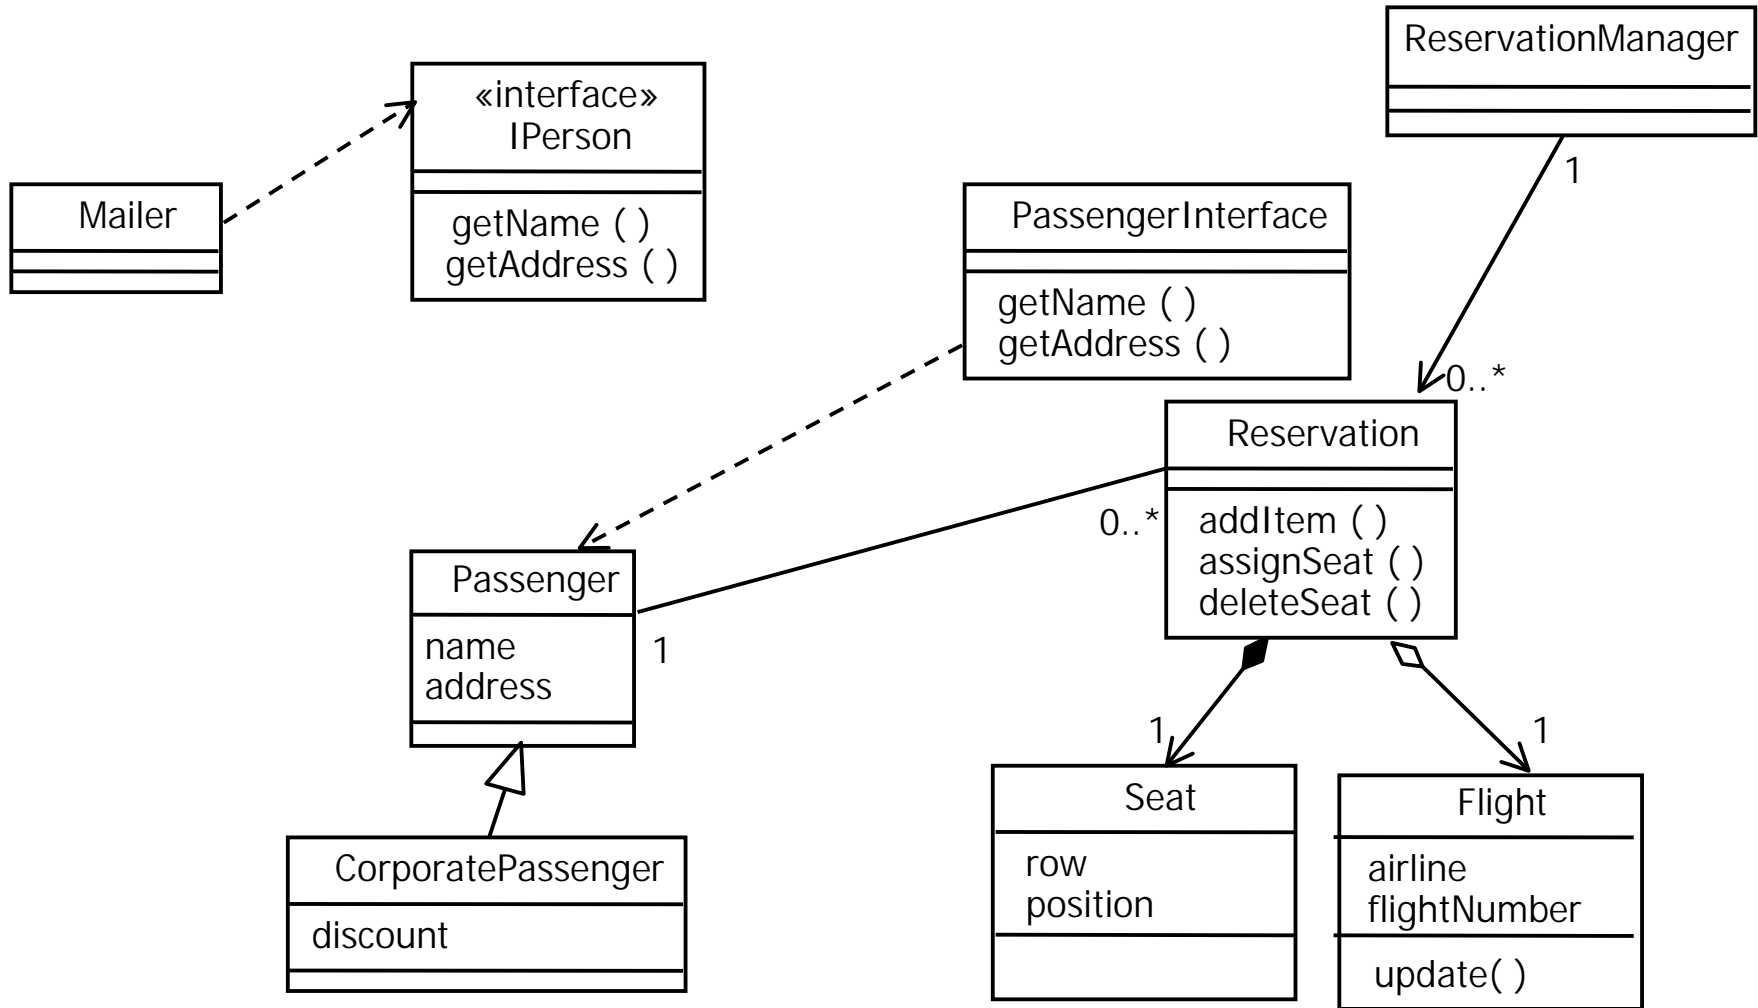 ReservationManager
1
0..*
«interface»
IPerson
getName ( )
getAddress ( )
Mailer
PassengerInterface
getName ( )
getAddress ( )
Reservation
addItem ( )
assignSeat ( )
deleteSeat ( )
0..*
1
Passenger
name
address
1
1
Seat
row
position
Flight
airline
flightNumber
update( )
CorporatePassenger
discount